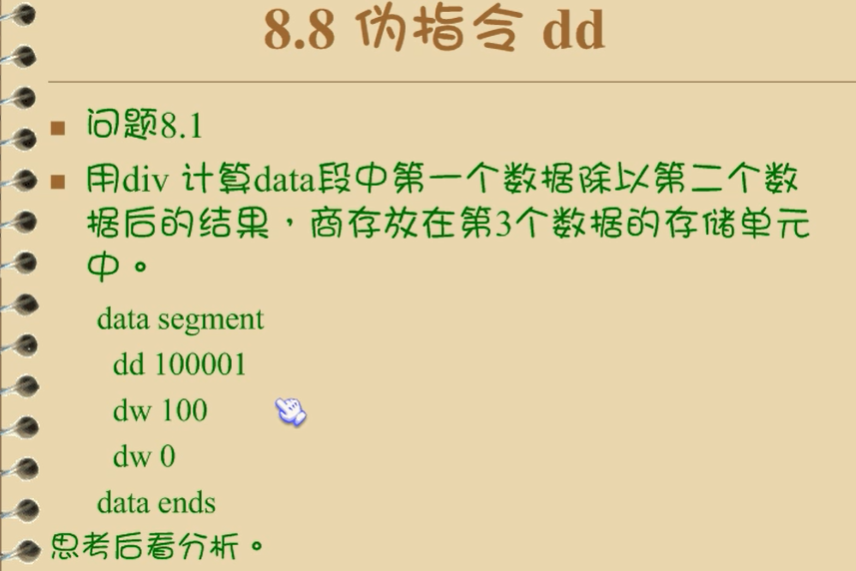 8.8 伪指令 dd
问题8.1
用div 计算data段中第一个数据除以第二个数
据后的结果，商存放在第3个数据的存储单元
中。
data segment
dd 100001
dw 100
dw 0
data ends
思考后看分析。